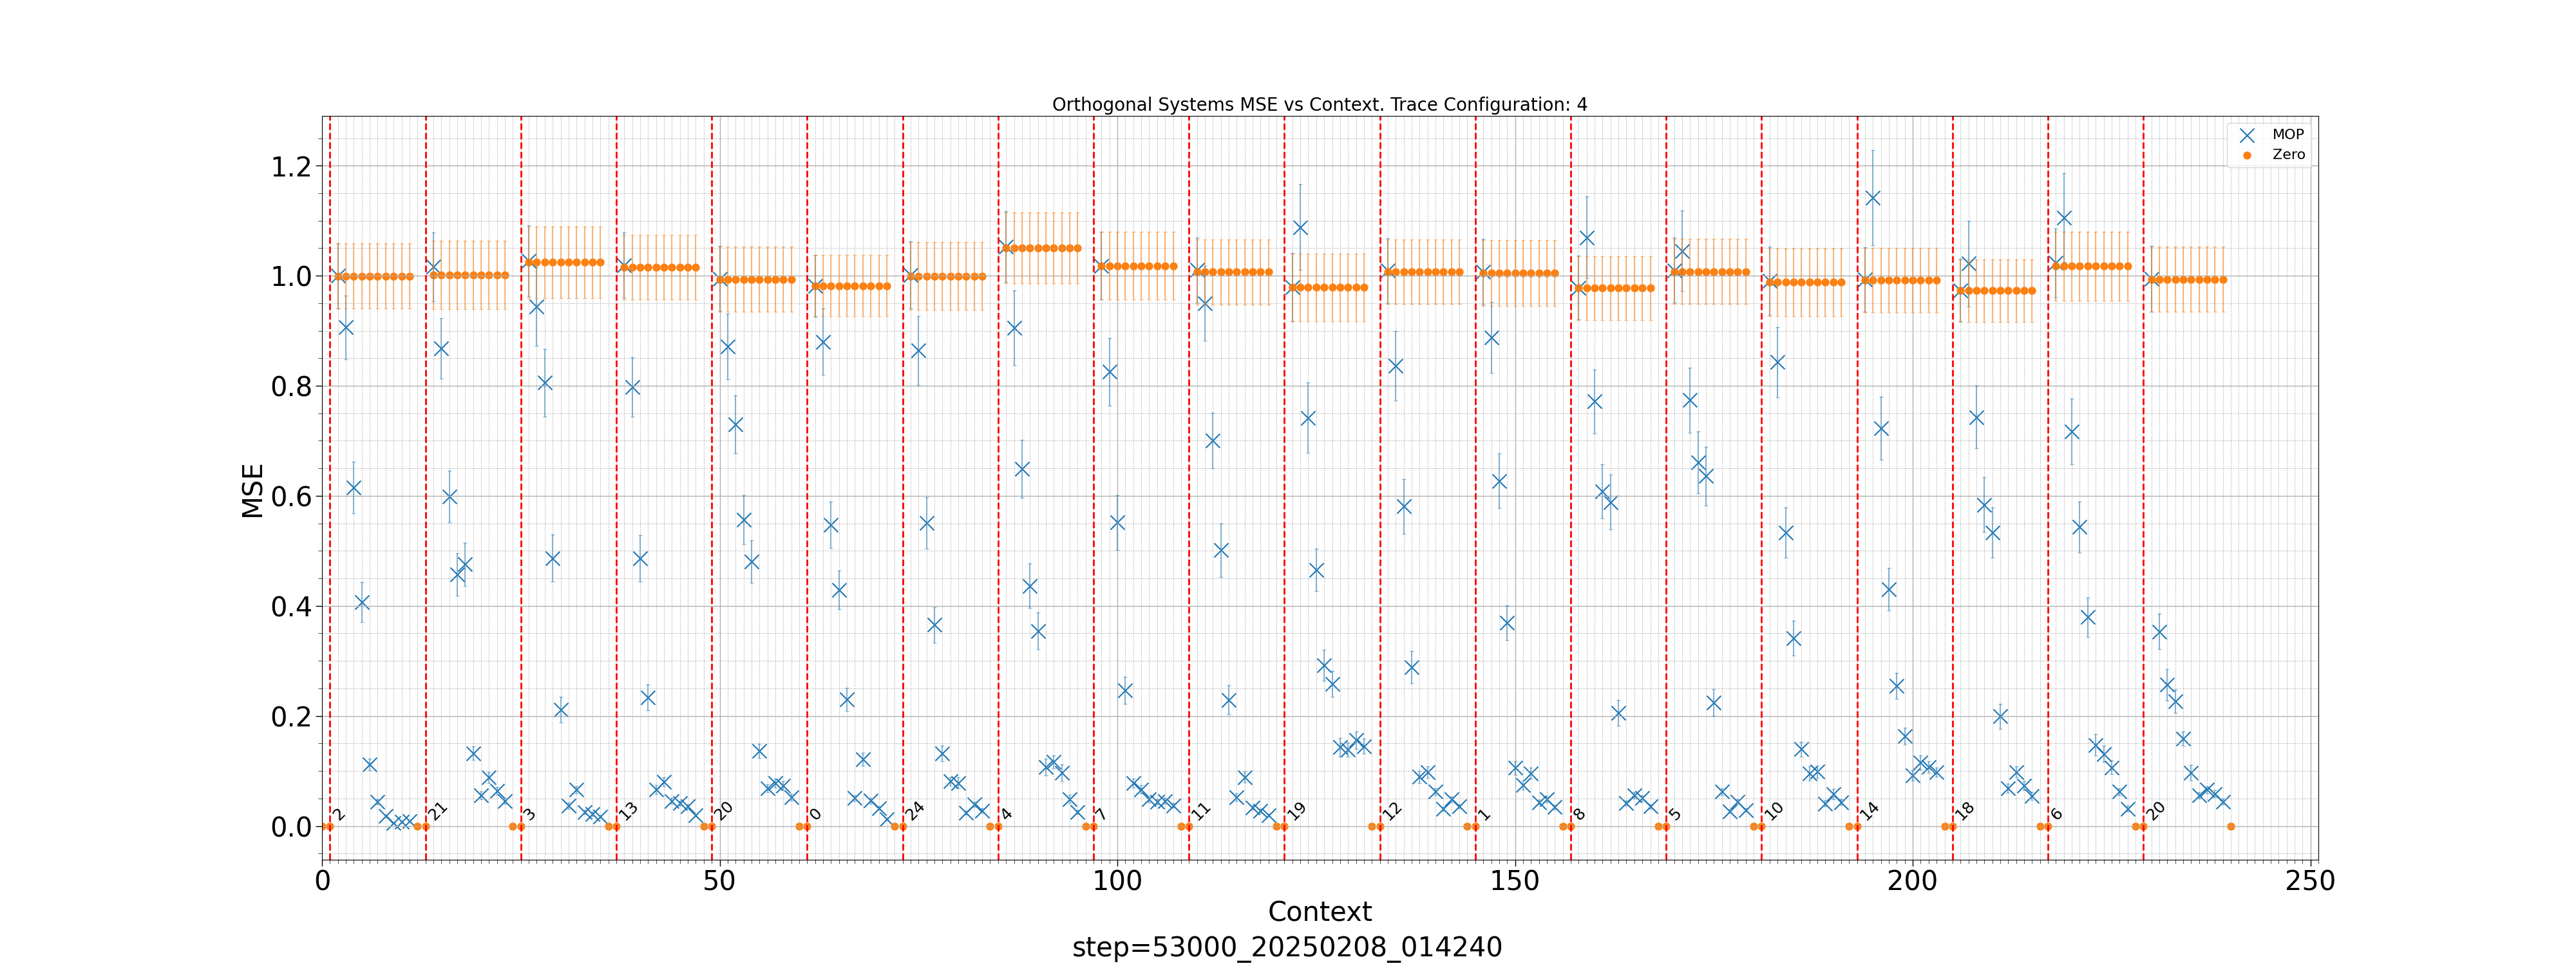 Orthogonal Systems MSE vs Context. Trace Configuration: 4
MOP
Zero
1.2
1.0
0.8
0.6
0.4
0.2
0.0
MSE
2 21 3 13 20 0 24 4 7 11 19 12 1 8 5 10 14 18 6 20
0 50 100 150 200 250
Context
step=53000_20250208_014240